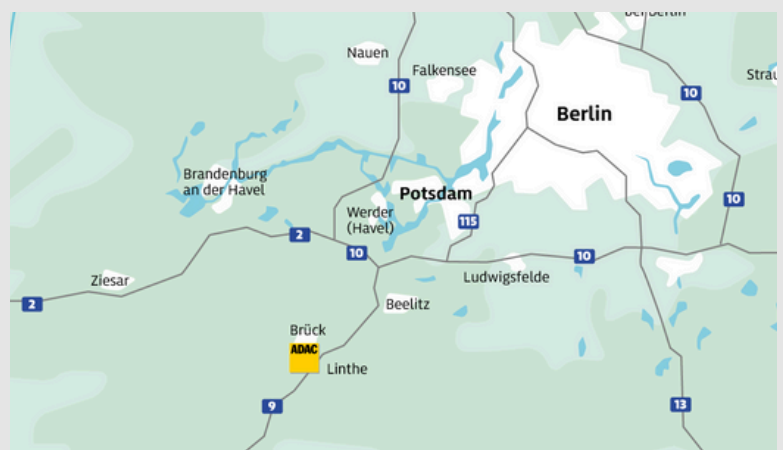 Nauen
Falkensee
10
Berlin
10
Brandenburg
an der Havel
Potsdam
Werder
(Havel)
115
10
2
10
10
Ziesar
Ludwigsfelde
2
Beelitz
Brück
ADAC
Linthe
9
13